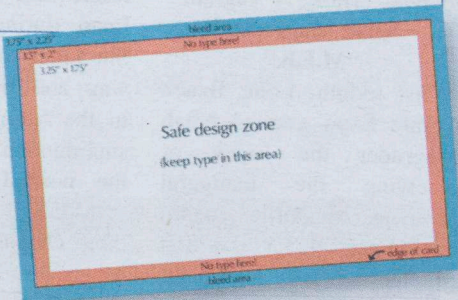 bleed area
3.75" x 2.25"
No type here!
3.5" x 2"
3.25" x 1.75"
Safe design zone
(keep type in this area)
edge of card
No type here!
bleed area